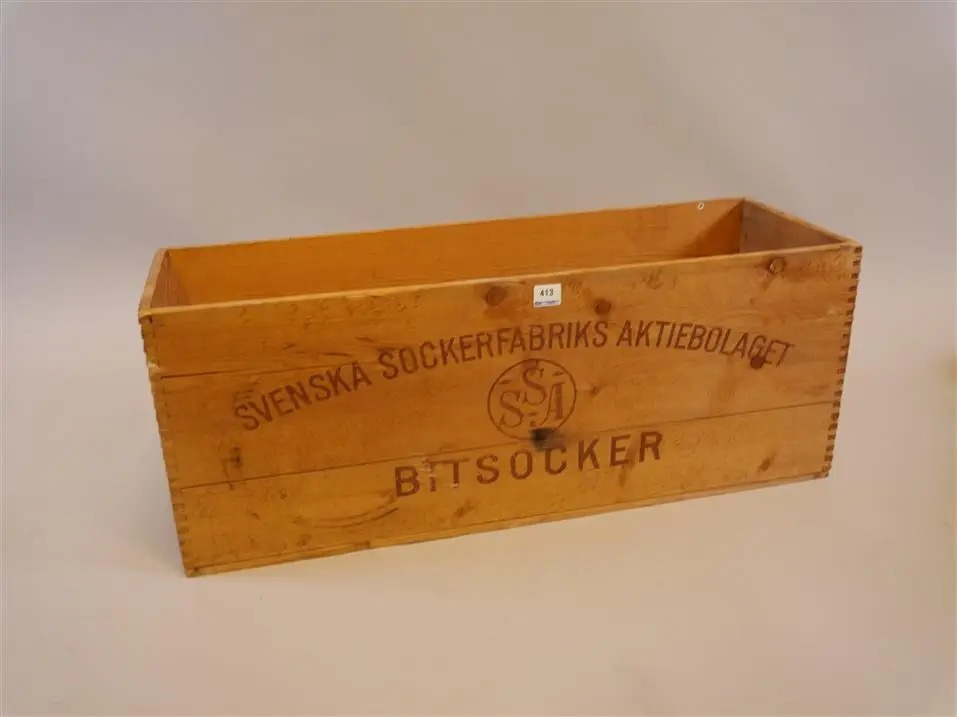 413
SVENSKA SOCKERFABRIKS AKTIEBOLAGET
SSA
BITSOCKER